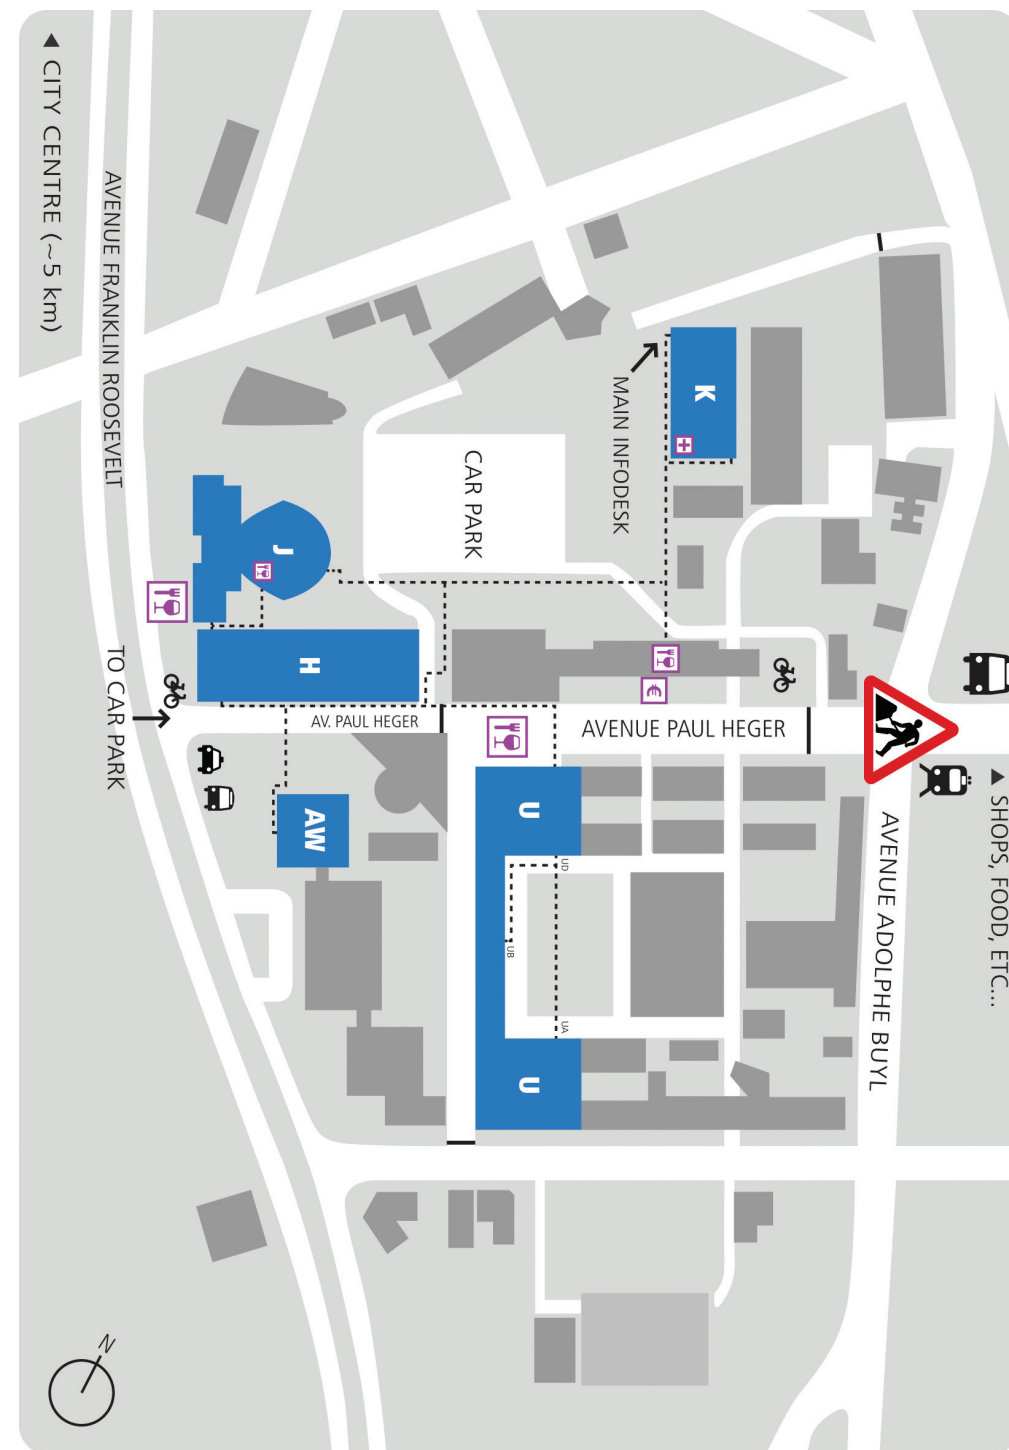 ◀ CITY CENTRE (~5 km)
AVENUE FRANKLIN ROOSEVELT
TO CAR PARK
MAIN INFODESK
K
CAR PARK
J
H
AV. PAUL HEGER
€
AVENUE PAUL HEGER
AW
U
UD
UB
UA
U
AVENUE ADOLPHE BUYL
◀ SHOPS, FOOD, ETC...
N